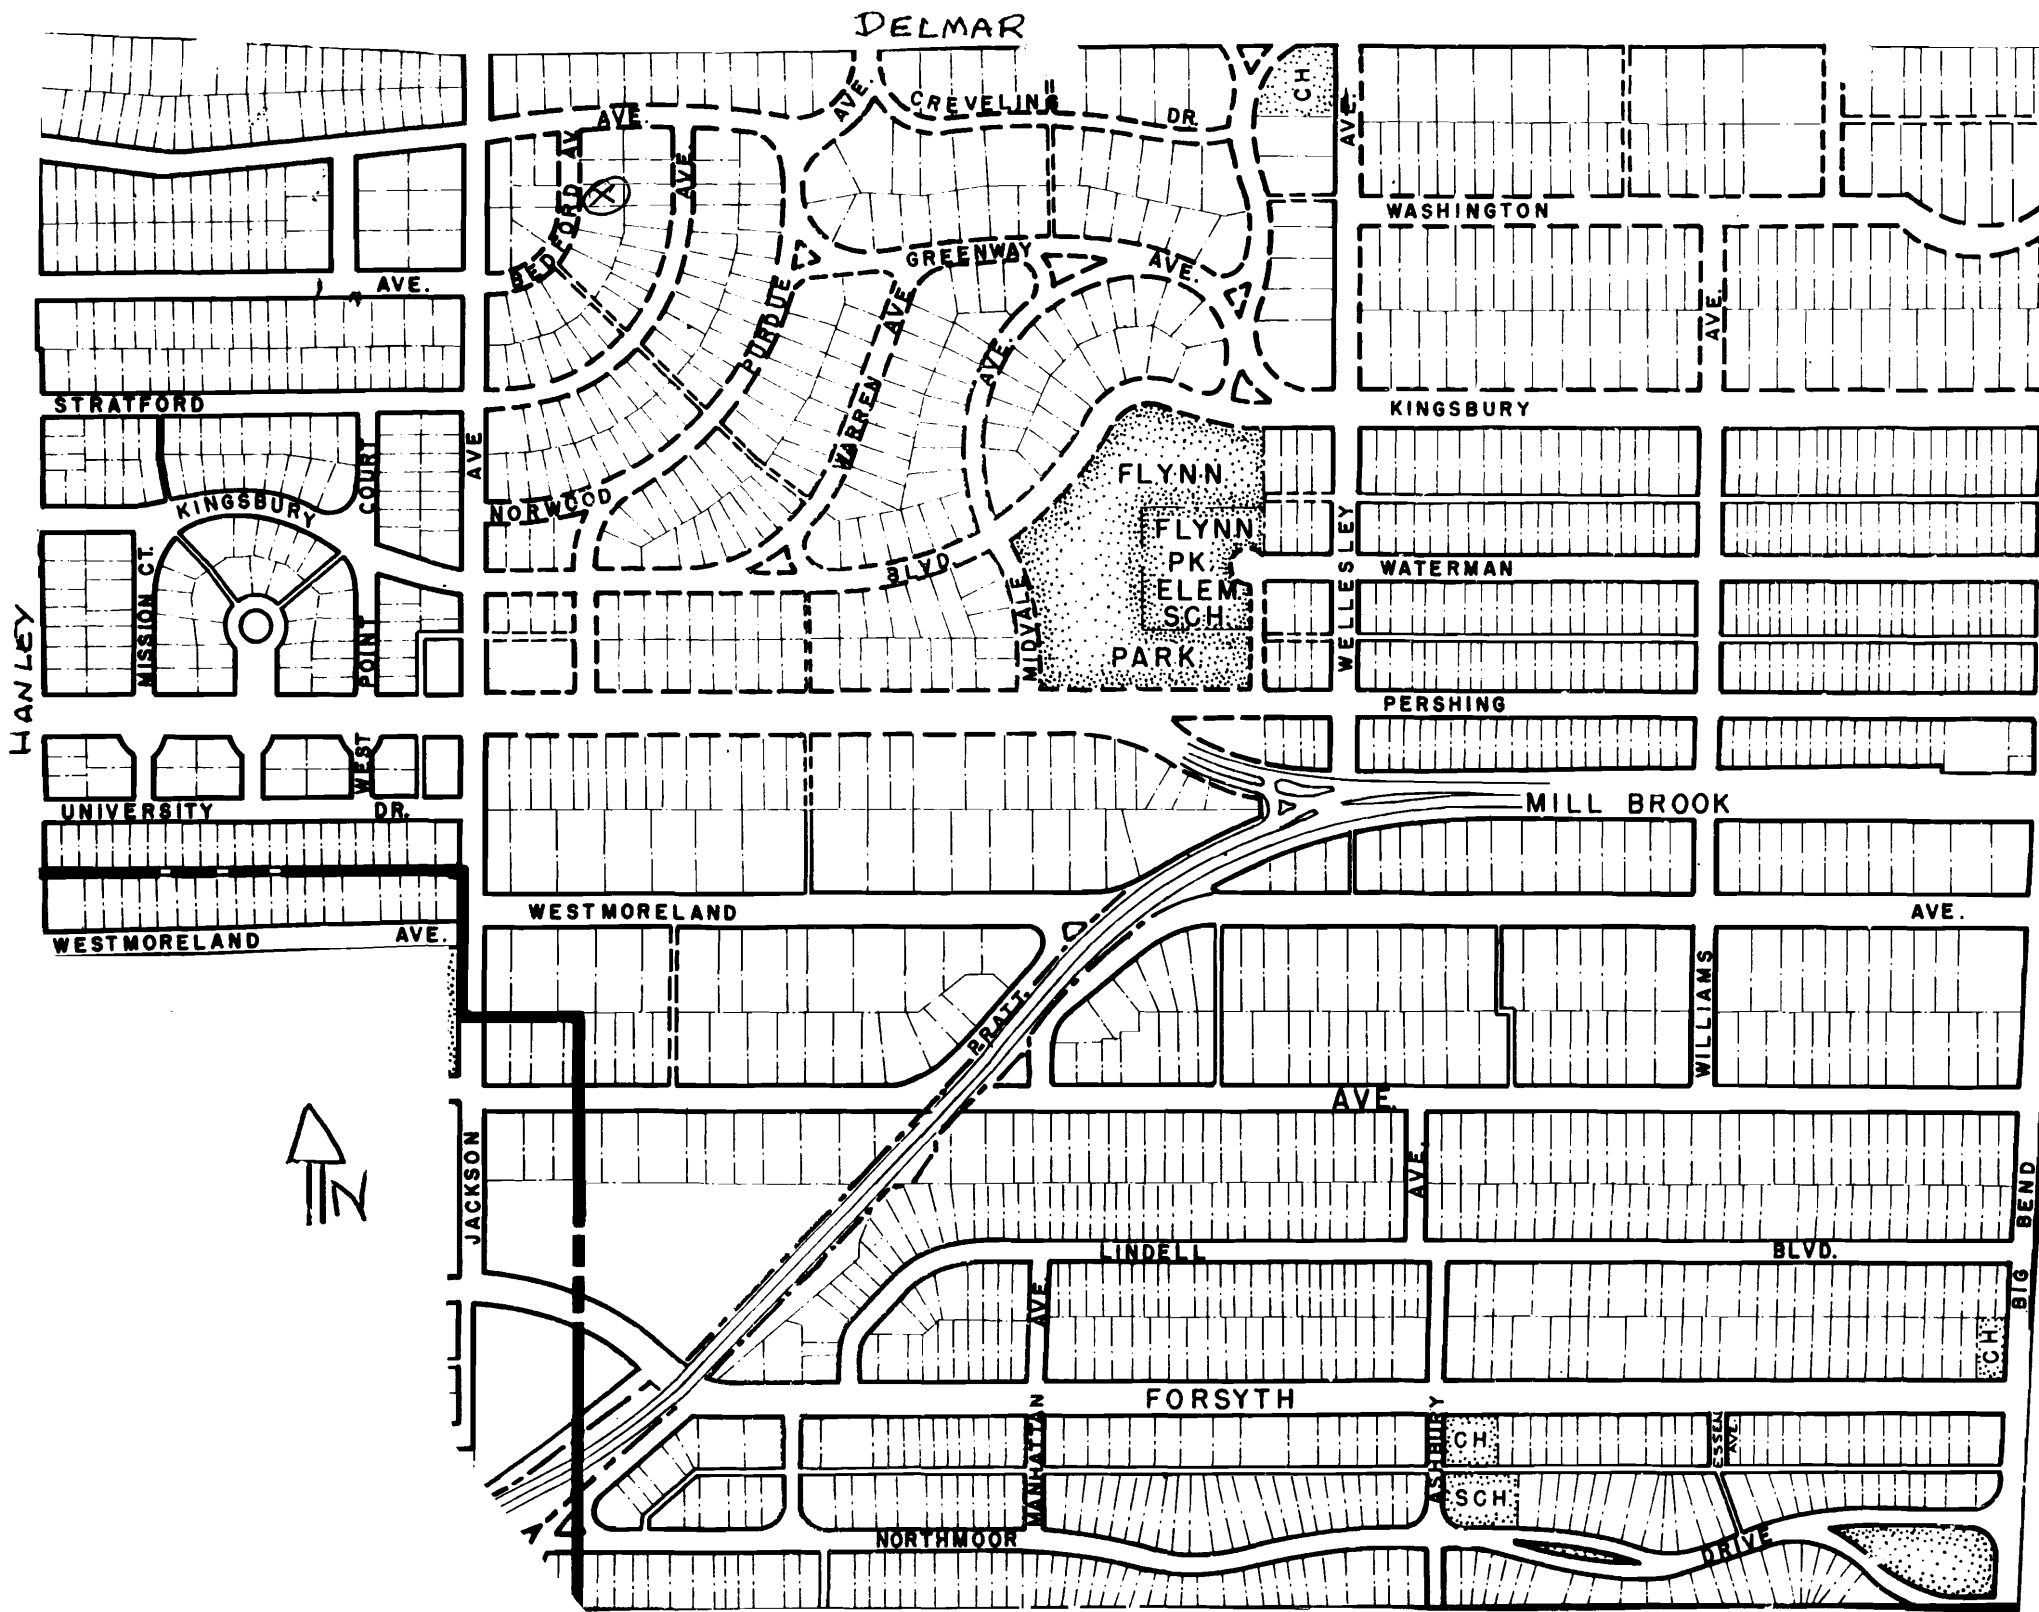 DELMAR
CH
CREVELING
DR.
AVE.
AVE.
AV
AVE.
AVE.
WASHINGTON
BEDFORD
GREENWAY
AVE.
AVE.
PURDUE
WARREN
AVE
AVE.
AVE.
STRATFORD
KINGSBURY
AVE
COURT
KINGSBURY
NORWOOD
FLYNN
FLYNN
PK
ELEM
SCH.
PARK
BLVD
MIDVALE
WELLESLEY
WATERMAN
HANLEY
MISSION CT.
POINT
WEST
PERSHING
UNIVERSITY
DR.
MILL BROOK
WESTMORELAND
AVE.
WESTMORELAND
AVE.
PRATT
WILLIAMS
AVE.
AVE.
N
JACKSON
BIG BEND
LINDELL
BLVD.
AVE.
CH
FORSYTH
MANHATTAN
ASHBURY
CH.
ESSEX
AVE.
SCH.
NORTHMOOR
DRIVE